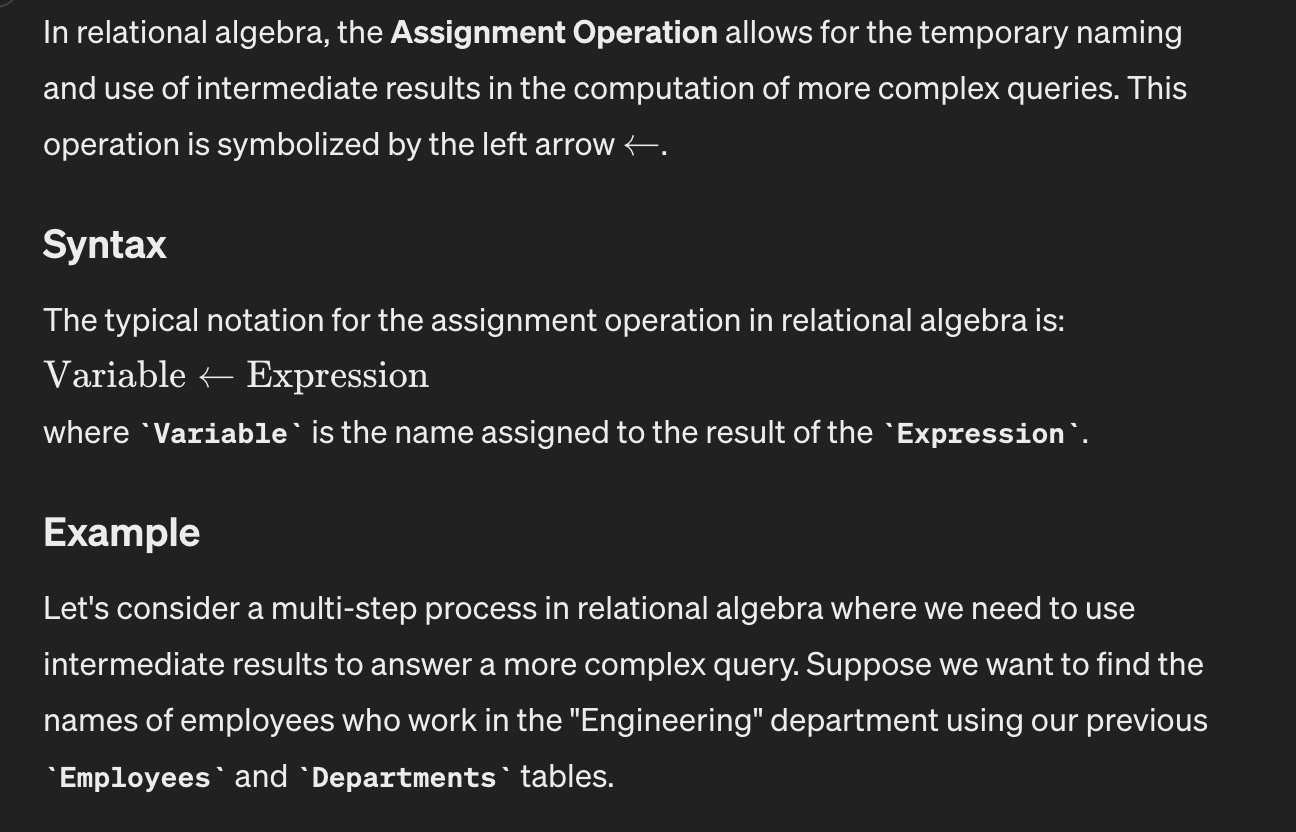 In relational algebra, the Assignment Operation allows for the temporary naming
and use of intermediate results in the computation of more complex queries. This
operation is symbolized by the left arrow ←.
Syntax
The typical notation for the assignment operation in relational algebra is:
Variable ← Expression
where `Variable` is the name assigned to the result of the `Expression`.
Example
Let's consider a multi-step process in relational algebra where we need to use
intermediate results to answer a more complex query. Suppose we want to find the
names of employees who work in the "Engineering" department using our previous
`Employees` and `Departments` tables.